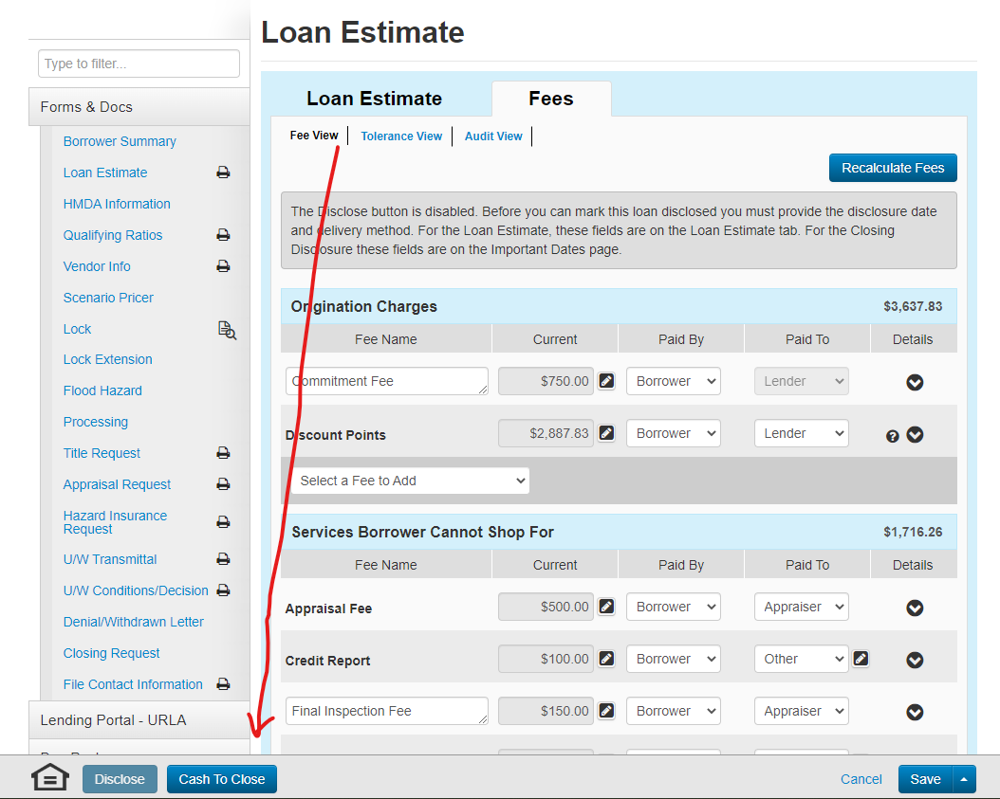 Loan Estimate
Type to filter...
Forms & Docs
Borrower Summary
Loan Estimate
HMDA Information
Qualifying Ratios
Vendor Info
Scenario Pricer
Lock
Lock Extension
Flood Hazard
Processing
Title Request
Appraisal Request
Hazard Insurance
Request
U/W Transmittal
U/W Conditions/Decision
Denial/Withdrawn Letter
Closing Request
File Contact Information
Lending Portal - URLA
Loan Estimate Fees
Fee View Tolerance View Audit View
Recalculate Fees
The Disclose button is disabled. Before you can mark this loan disclosed you must provide the disclosure date
and delivery method. For the Loan Estimate, these fields are on the Loan Estimate tab. For the Closing
Disclosure these fields are on the Important Dates page.
Origination Charges $3,637.83
Fee Name Current Paid By Paid To Details
Commitment Fee $750.00 Borrower Lender
Discount Points $2,887.83 Borrower Lender ?
Select a Fee to Add
Services Borrower Cannot Shop For $1,716.26
Fee Name Current Paid By Paid To Details
Appraisal Fee $500.00 Borrower Appraiser
Credit Report $100.00 Borrower Other
Final Inspection Fee $150.00 Borrower Appraiser
Disclose Cash To Close Cancel Save